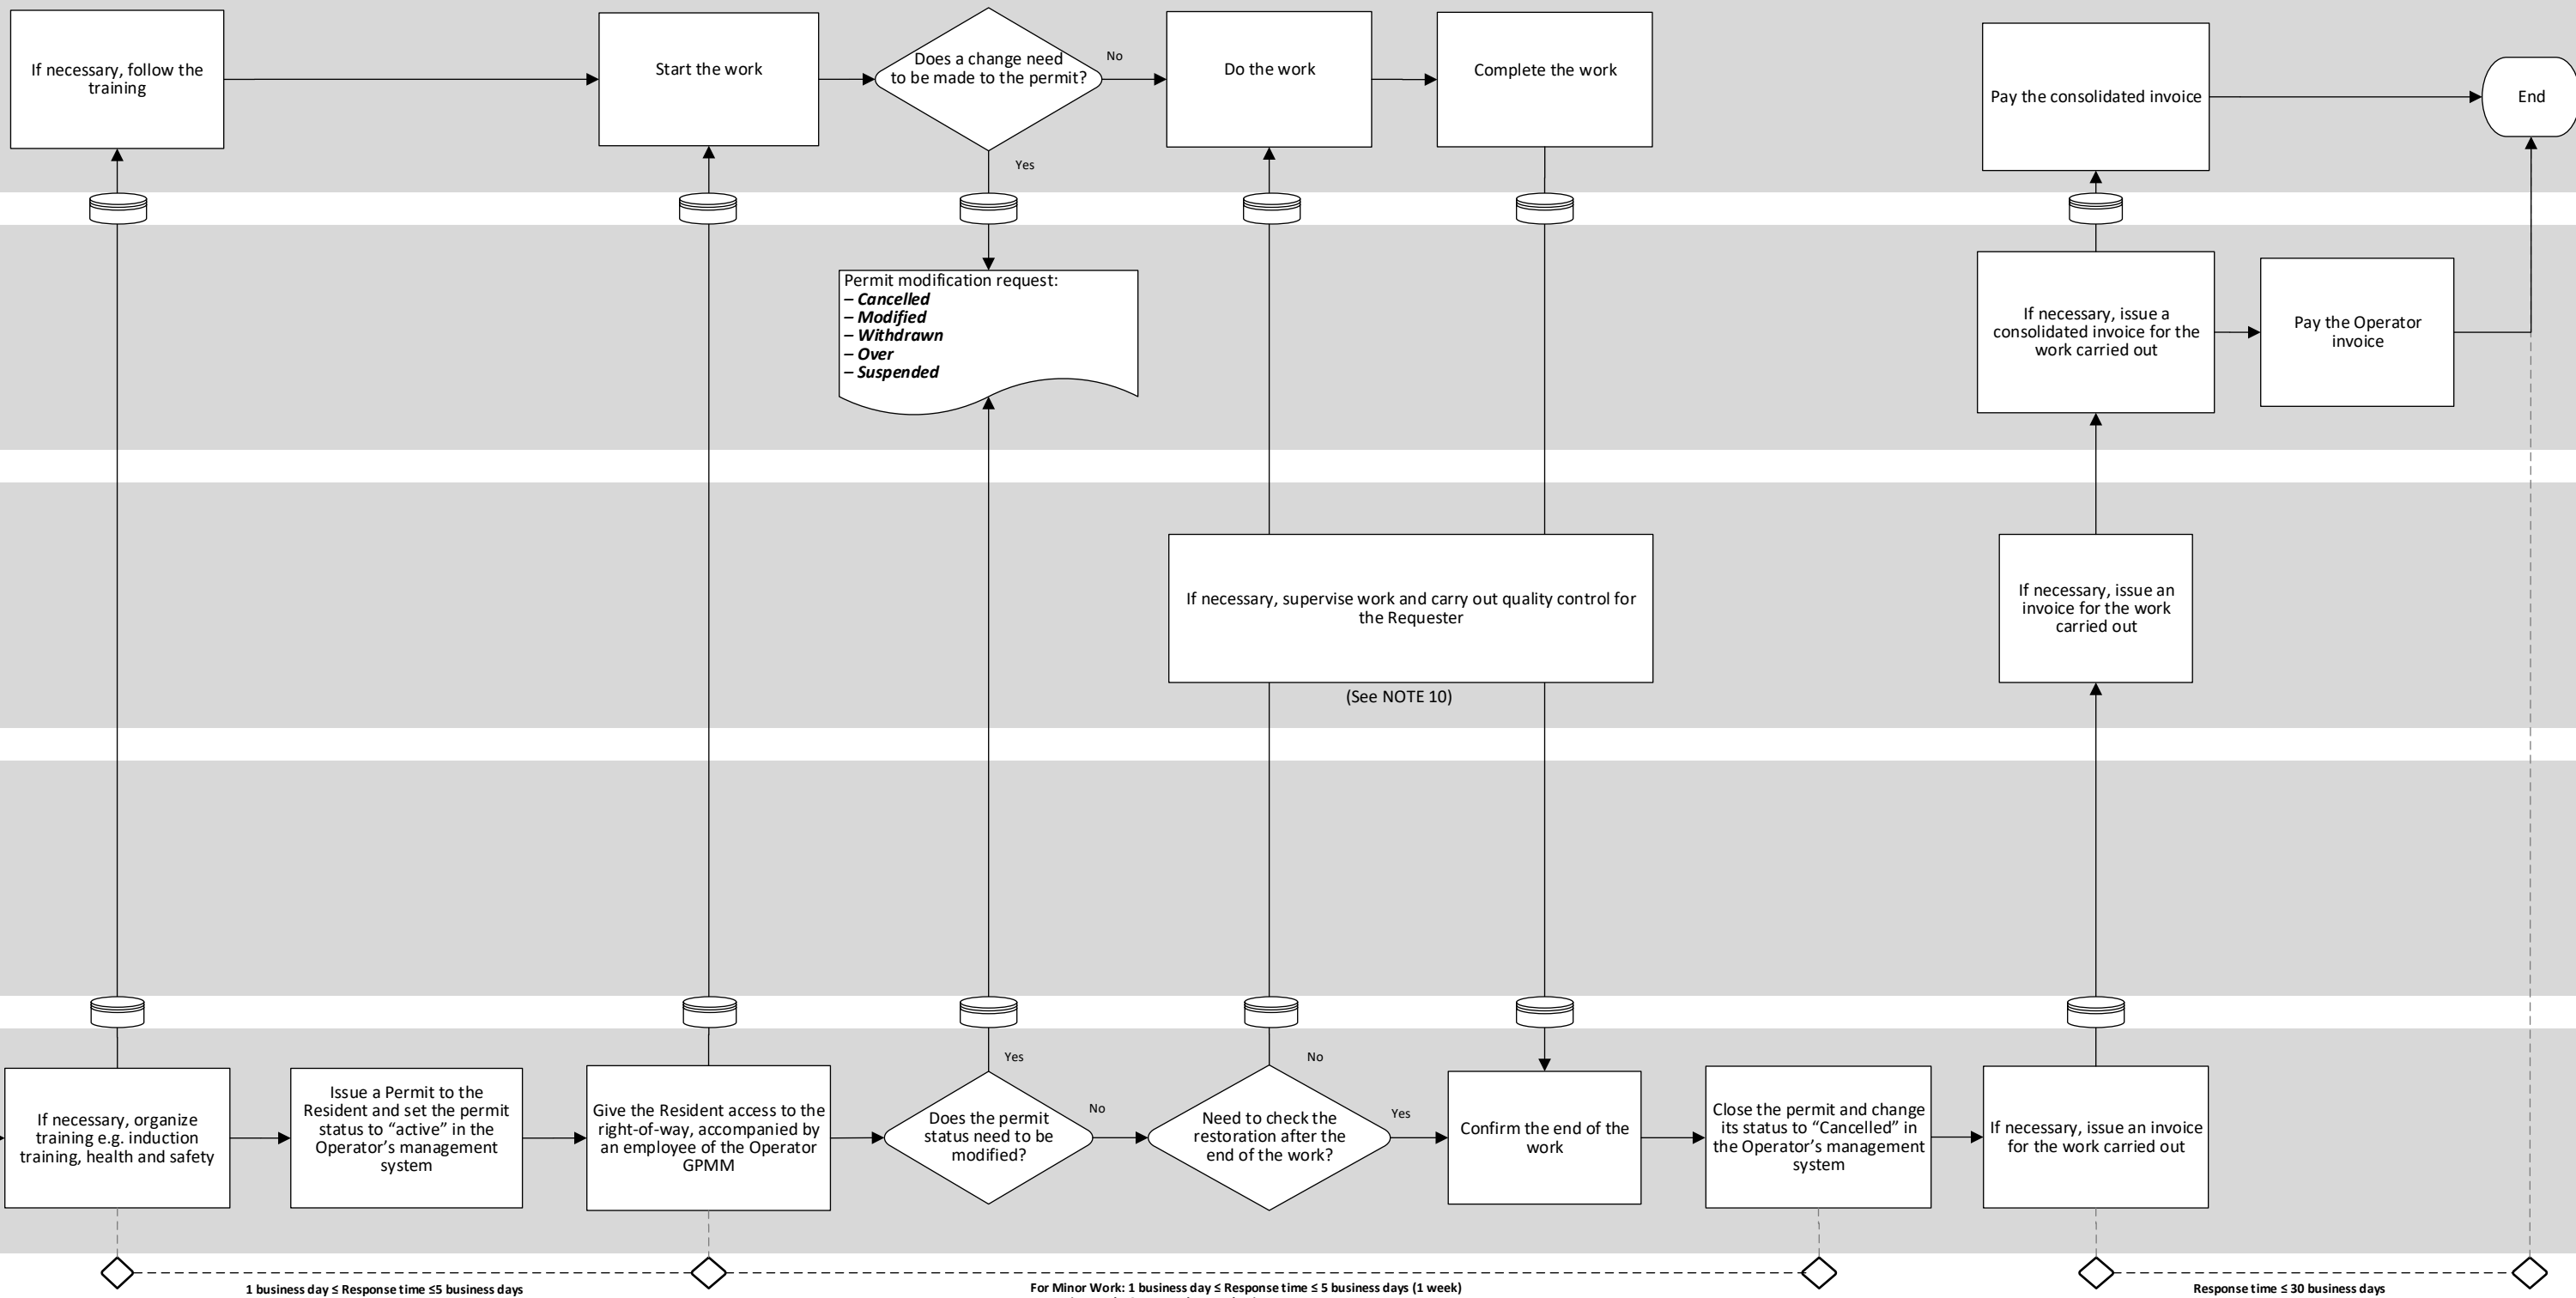 If necessary, follow the
training
Start the work
Does a change need
to be made to the permit?
No
Yes
Do the work
Complete the work
Pay the consolidated invoice
End
Permit modification request:
– Cancelled
– Modified
– Withdrawn
– Over
– Suspended
If necessary, issue a
consolidated invoice for the
work carried out
Pay the Operator
invoice
If necessary, supervise work and carry out quality control for
the Requester
(See NOTE 10)
If necessary, issue an
invoice for the work
carried out
If necessary, organize
training e.g. induction
training, health and safety
Issue a Permit to the
Resident and set the permit
status to “active” in the
Operator’s management
system
Give the Resident access to the
right-of-way, accompanied by
an employee of the Operator
GPMM
Yes
Does the permit
status need to be
modified?
No
No
Need to check the
restoration after the
end of the work?
Yes
Confirm the end of the
work
Close the permit and change
its status to “Cancelled” in
the Operator’s management
system
If necessary, issue an invoice
for the work carried out
1 business day ≤ Response time ≤5 business days
For Minor Work: 1 business day ≤ Response time ≤ 5 business days (1 week)
Response time ≤ 30 business days